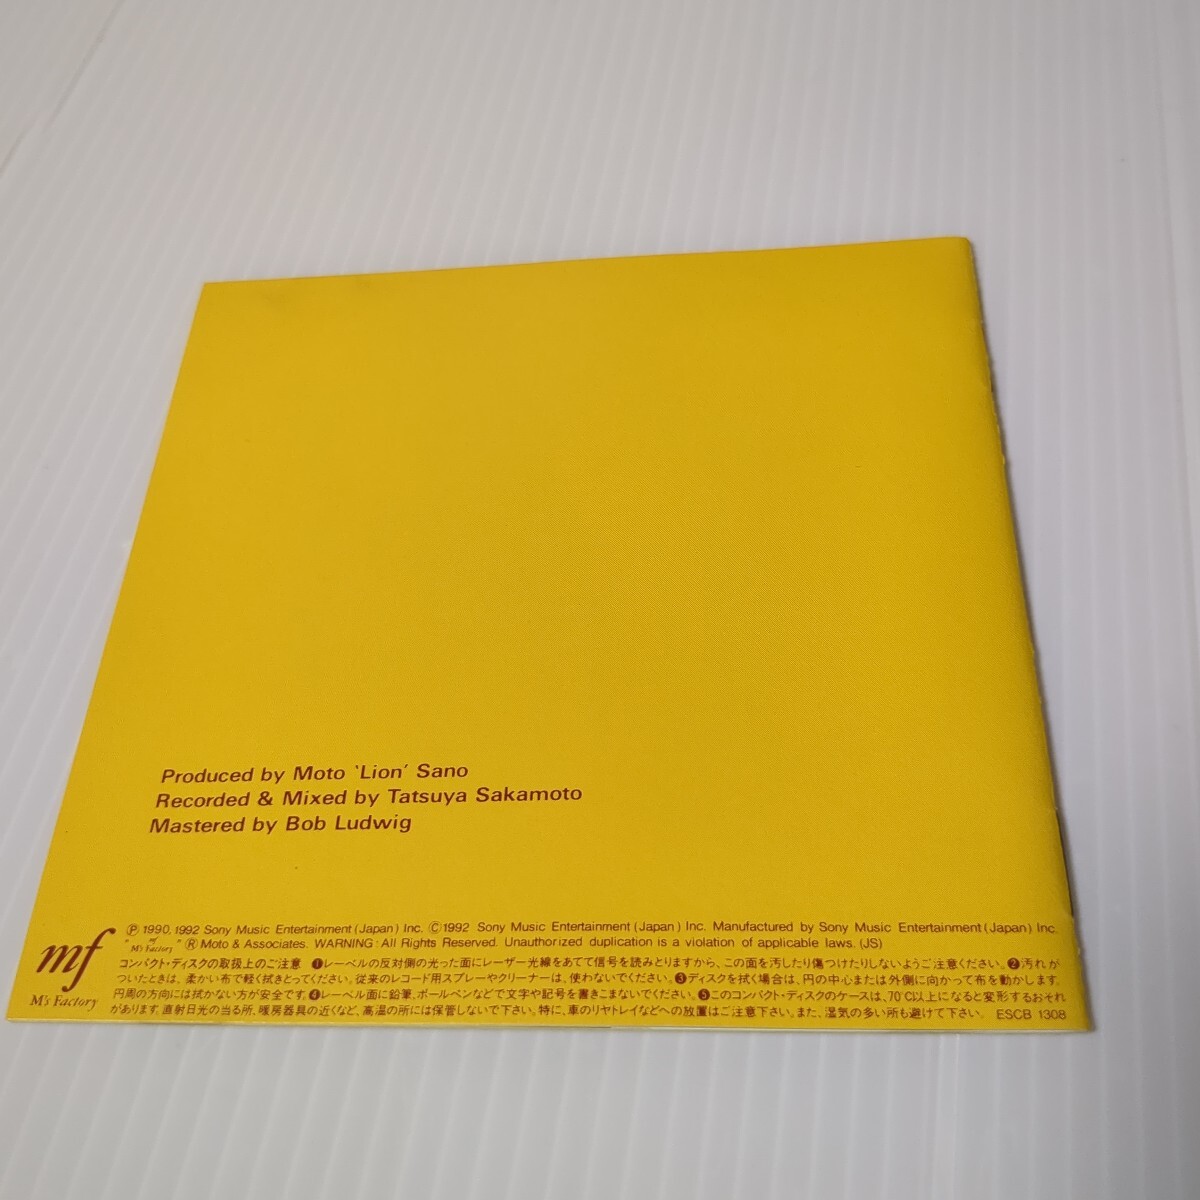 Produced by Moto ‘Lion’ Sano
Recorded & Mixed by Tatsuya Sakamoto
Mastered by Bob Ludwig
mf
M's Factory
Ⓟ 1990, 1992 Sony Music Entertainment (Japan) Inc. Ⓒ1992 Sony Music Entertainment (Japan) Inc. Manufactured by Sony Music Entertainment (Japan) Inc.
" mf M's Factory " Ⓡ Moto & Associates. WARNING: All Rights Reserved. Unauthorized duplication is a violation of applicable laws. (JS)
コンパクト・ディスクの取扱上のご注意 ❶レーベルの反対側の光った面にレーザー光線をあてて信号を読みとりますから、この面を汚したり傷つけたりしないようご注意ください。❷汚れが
ついたときは、柔かい布で軽く拭きとってください。従来のレコード用スプレーやクリーナーは、使わないでください。❸ディスクを拭く場合は、円の中心または外側に向かって布を動かします。
円周の方向には拭かない方が安全です。❹レーベル面に鉛筆、ボールペンなどで文字や記号を書きこまないでください。❺このコンパクト・ディスクのケースは、70℃以上になると変形するおそれ
があります。直射日光の当る所、暖房器具の近くなど、高温の所には保管しないで下さい。特に、車のリヤトレイなどへの放置はご注意下さい。また、湿気の多い所も避けて下さい。 ESCB 1308